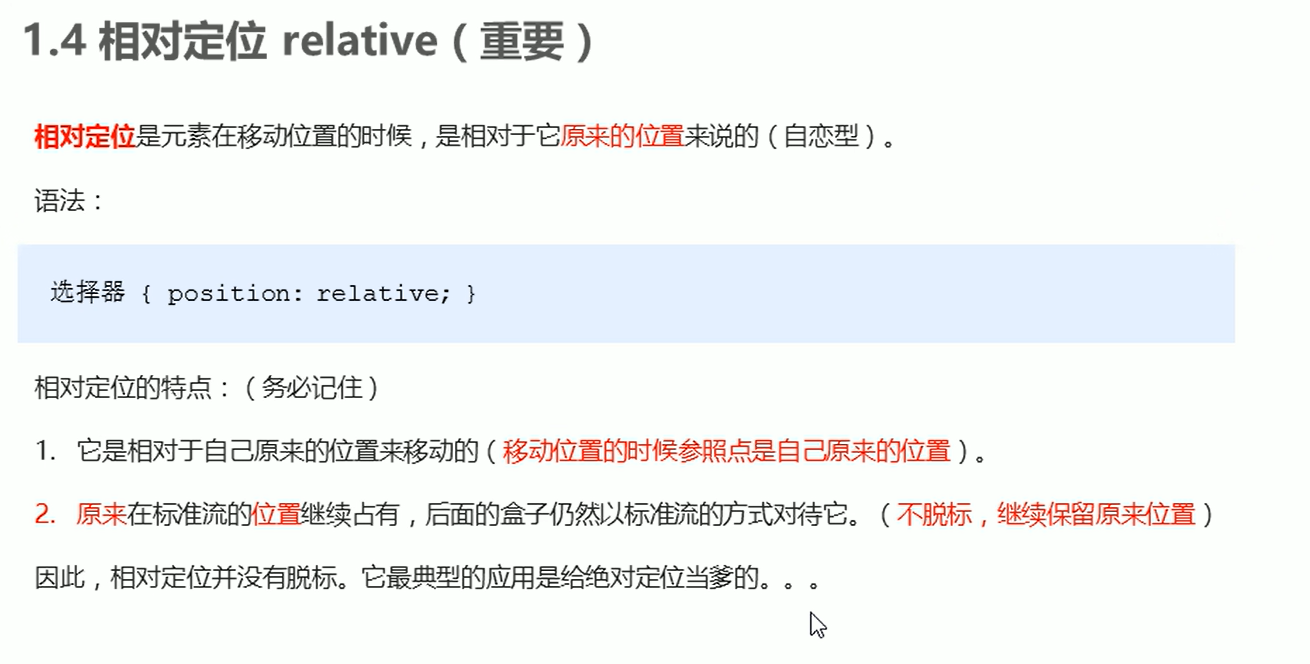 1.4 相对定位 relative（重要）
相对定位是元素在移动位置的时候，是相对于它原来的位置来说的（自恋型）。
语法：
选择器 { position: relative; }
相对定位的特点：（务必记住）
1. 它是相对于自己原来的位置来移动的（移动位置的时候参照点是自己原来的位置）。
2. 原来在标准流的位置继续占有，后面的盒子仍然以标准流的方式对待它。（不脱标，继续保留原来位置）
因此，相对定位并没有脱标。它最典型的应用是给绝对定位当爹的。。。